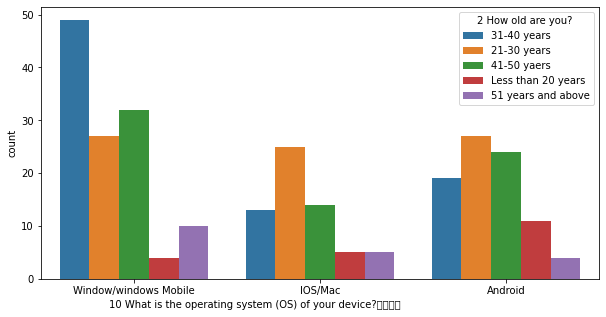 50
40
30
20
10
0
count
2 How old are you?
31-40 years
21-30 years
41-50 yaers
Less than 20 years
51 years and above
Window/windows Mobile
IOS/Mac
Android
10 What is the operating system (OS) of your device?